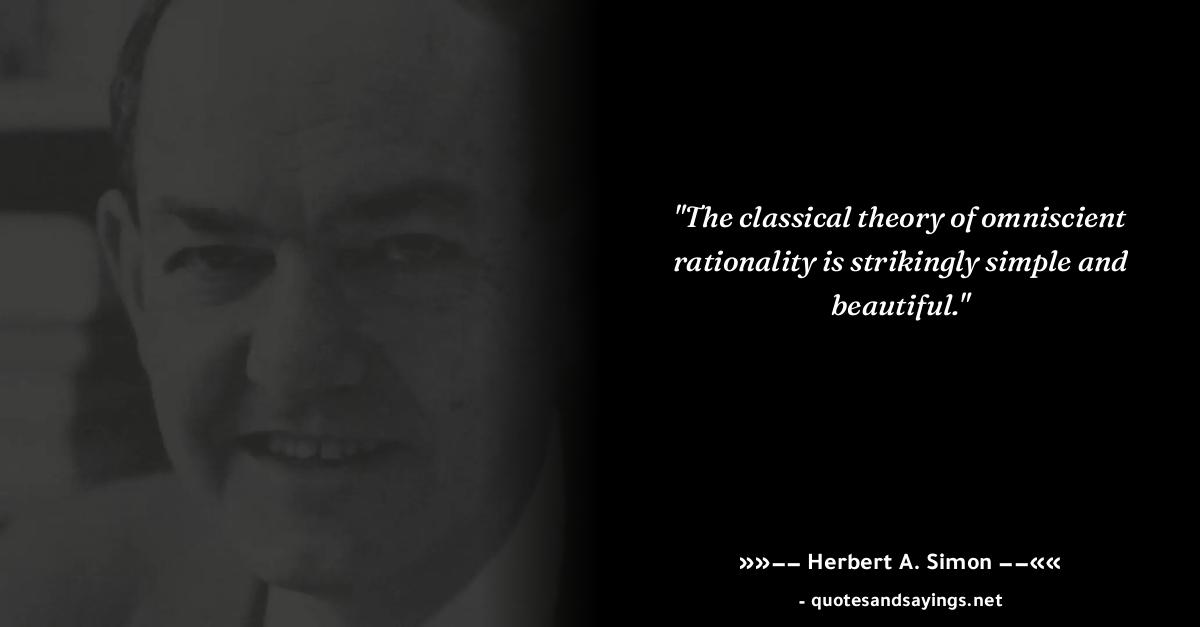 "The classical theory of omniscient
rationality is strikingly simple and
beautiful."
»»−− Herbert A. Simon −−««
- quotesandsayings.net